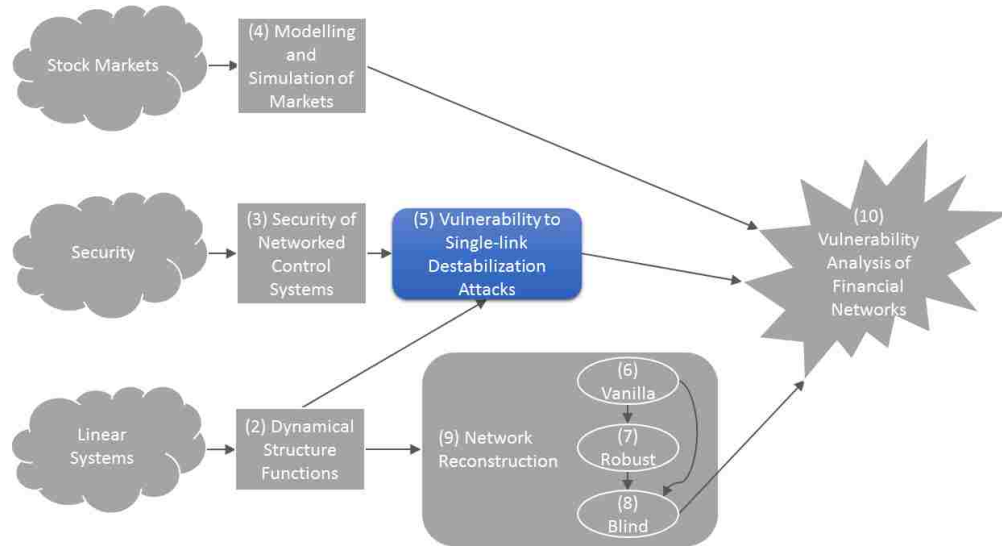 Stock Markets
(4) Modelling
and
Simulation of
Markets
Security
(3) Security of
Networked
Control
Systems
(5) Vulnerability to
Single-link
Destabilization
Attacks
(10)
Vulnerability
Analysis of
Financial
Networks
Linear
Systems
(2) Dynamical
Structure
Functions
(9) Network
Reconstruction
(6)
Vanilla
(7)
Robust
(8)
Blind